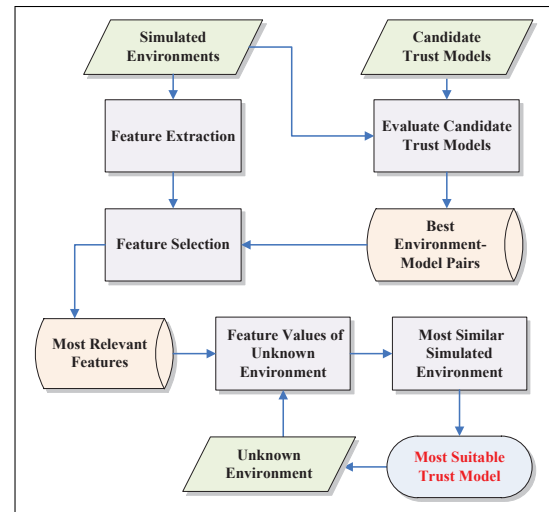 Simulated
Environments
Candidate
Trust Models
Feature Extraction
Evaluate Candidate
Trust Models
Feature Selection
Best
Environment-
Model Pairs
Most Relevant
Features
Feature Values of
Unknown
Environment
Most Similar
Simulated
Environment
Unknown
Environment
Most Suitable
Trust Model